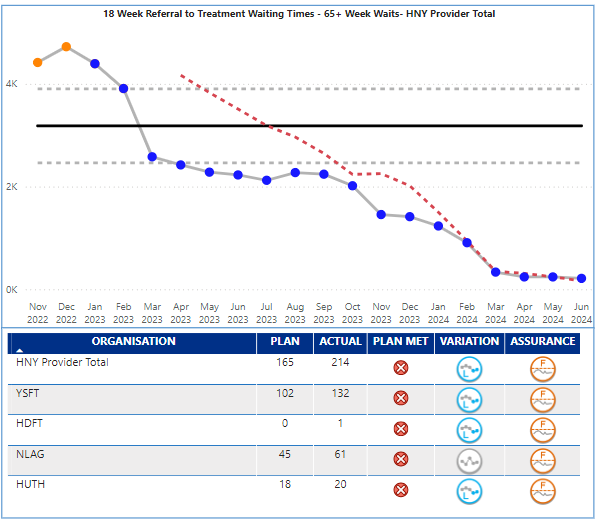 18 Week Referral to Treatment Waiting Times - 65+ Week Waits- HNY Provider Total
4K
2K
0K
Nov Dec Jan Feb Mar Apr May Jun Jul Aug Sep Oct Nov Dec Jan Feb Mar Apr May Jun
2022 2022 2023 2023 2023 2023 2023 2023 2023 2023 2023 2023 2023 2023 2024 2024 2024 2024 2024 2024
ORGANISATION PLAN ACTUAL PLAN MET VARIATION ASSURANCE
HNY Provider Total 165 214 L F
YSFT 102 132 L F
HDFT 0 1 L F
NLAG 45 61 F
HUTH 18 20 L F